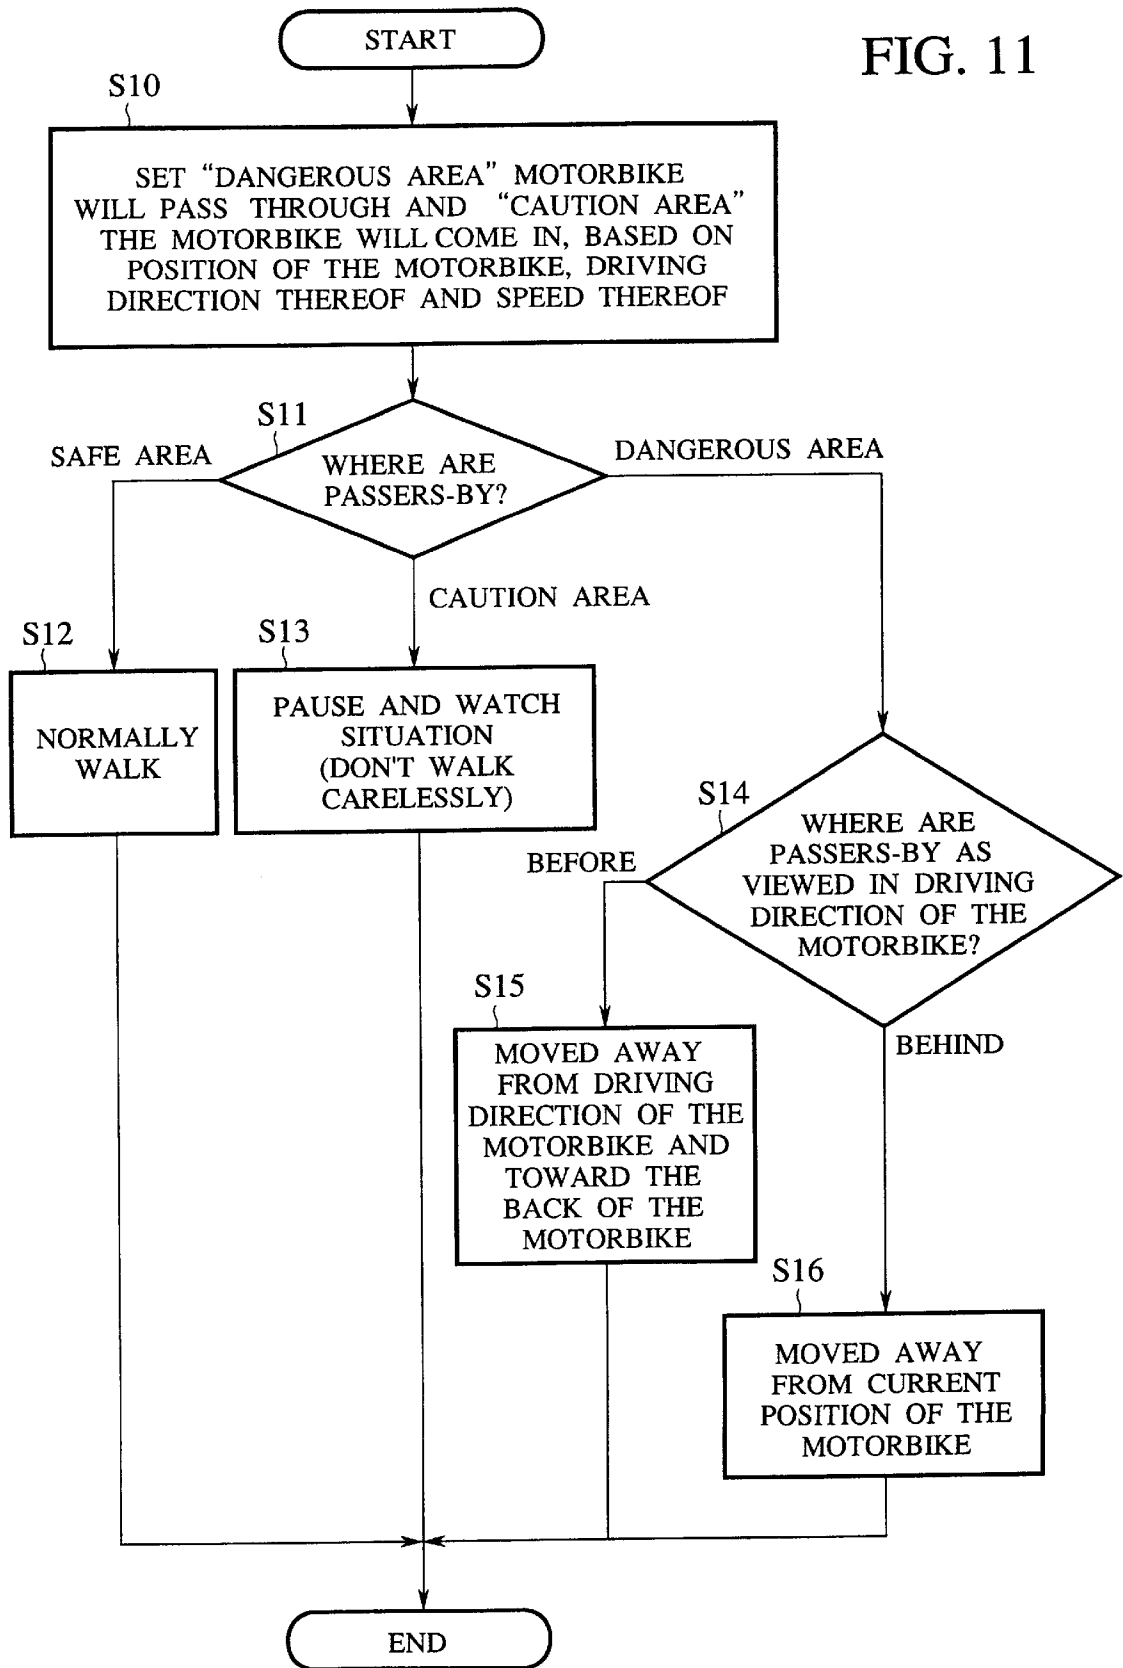 START
FIG. 11
S10
SET “DANGEROUS AREA” MOTORBIKE
WILL PASS THROUGH AND “CAUTION AREA”
THE MOTORBIKE WILL COME IN, BASED ON
POSITION OF THE MOTORBIKE, DRIVING
DIRECTION THEREOF AND SPEED THEREOF
S11
SAFE AREA
DANGEROUS AREA
WHERE ARE
PASSERS-BY?
CAUTION AREA
S12
NORMALLY
WALK
S13
PAUSE AND WATCH
SITUATION
(DON'T WALK
CARELESSLY)
S14
WHERE ARE
PASSERS-BY AS
VIEWED IN DRIVING
DIRECTION OF THE
MOTORBIKE?
BEFORE
BEHIND
S15
MOVED AWAY
FROM DRIVING
DIRECTION OF THE
MOTORBIKE AND
TOWARD THE
BACK OF THE
MOTORBIKE
S16
MOVED AWAY
FROM CURRENT
POSITION OF THE
MOTORBIKE
END